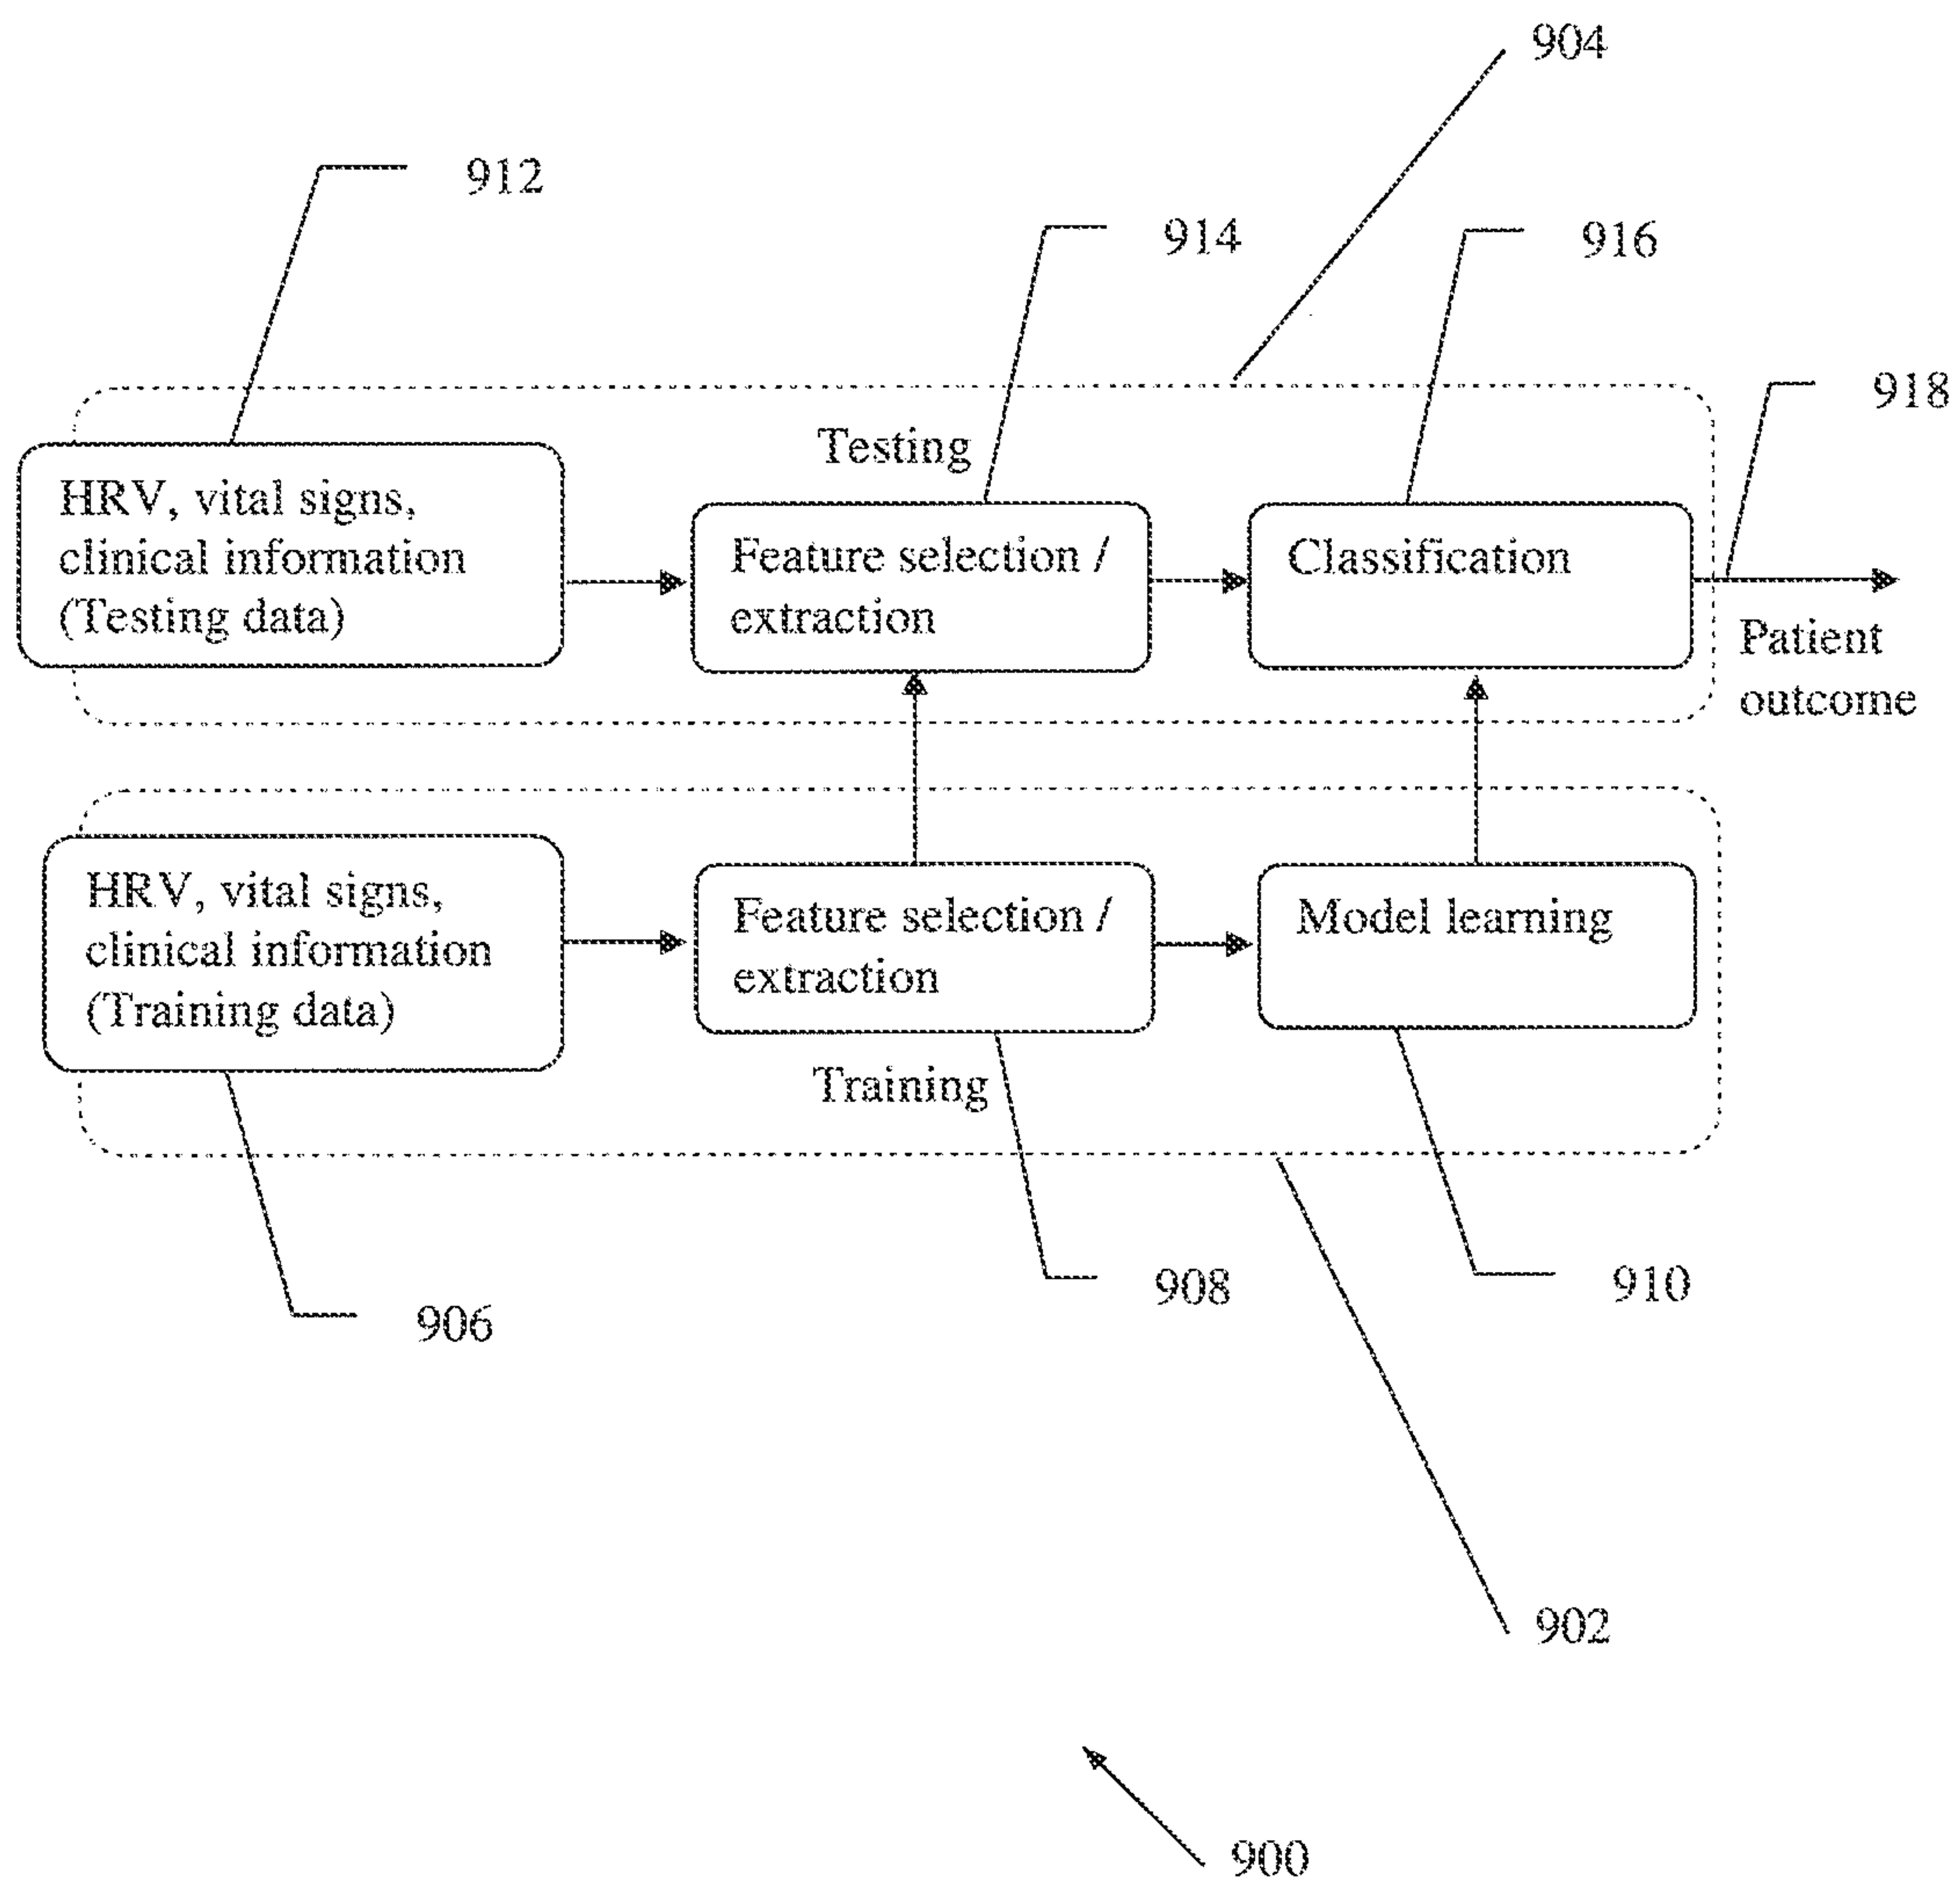 904
912
914
916
918
Testing
HRV, vital signs,
clinical information
(Testing data)
Feature selection /
extraction
Classification
Patient
outcome
HRV, vital signs,
clinical information
(Training data)
Feature selection /
extraction
Model learning
Training
906
908
910
902
900